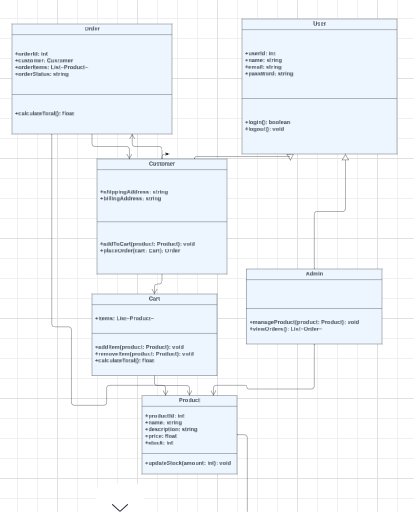 Order
+orderId: int
+customer: Customer
+orderItems: List~Product~
+orderStatus: string
+calculateTotal(): float
User
+userId: int
+name: string
+email: string
+password: string
+login(): boolean
+logout(): void
Customer
+shippingAddress: string
+billingAddress: string
+addToCart(product: Product): void
+placeOrder(cart: Cart): Order
Cart
+items: List~Product~
+addItem(product: Product): void
+removeItem(product: Product): void
+calculateTotal(): float
Admin
+manageProduct(product: Product): void
+viewOrders(): List~Order~
Product
+productId: int
+name: string
+description: string
+price: float
+stock: int
+updateStock(amount: int): void